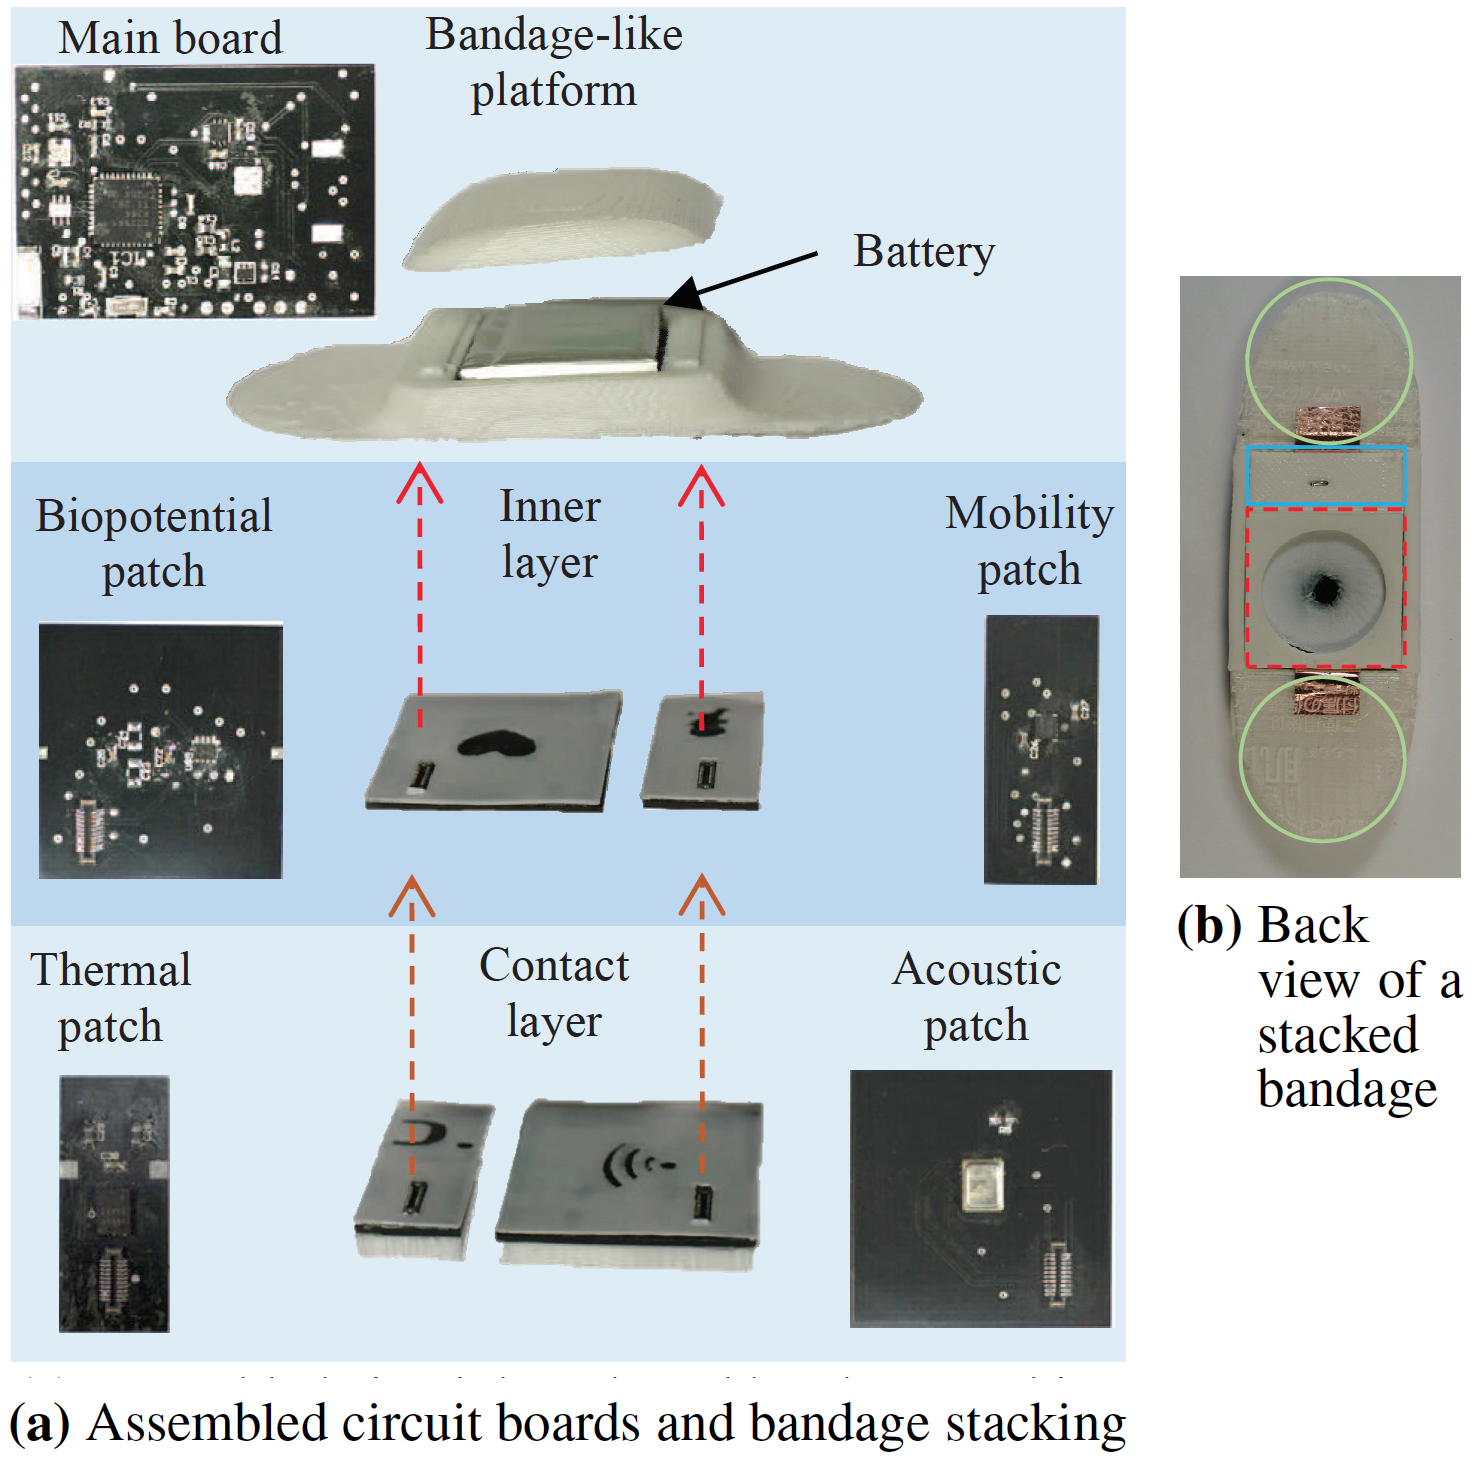 Main board
Bandage-like
platform
Battery
IC1
Biopotential
patch
Inner
layer
Mobility
patch
Thermal
patch
Contact
layer
Acoustic
patch
(a) Assembled circuit boards and bandage stacking
(b) Back
view of a
stacked
bandage